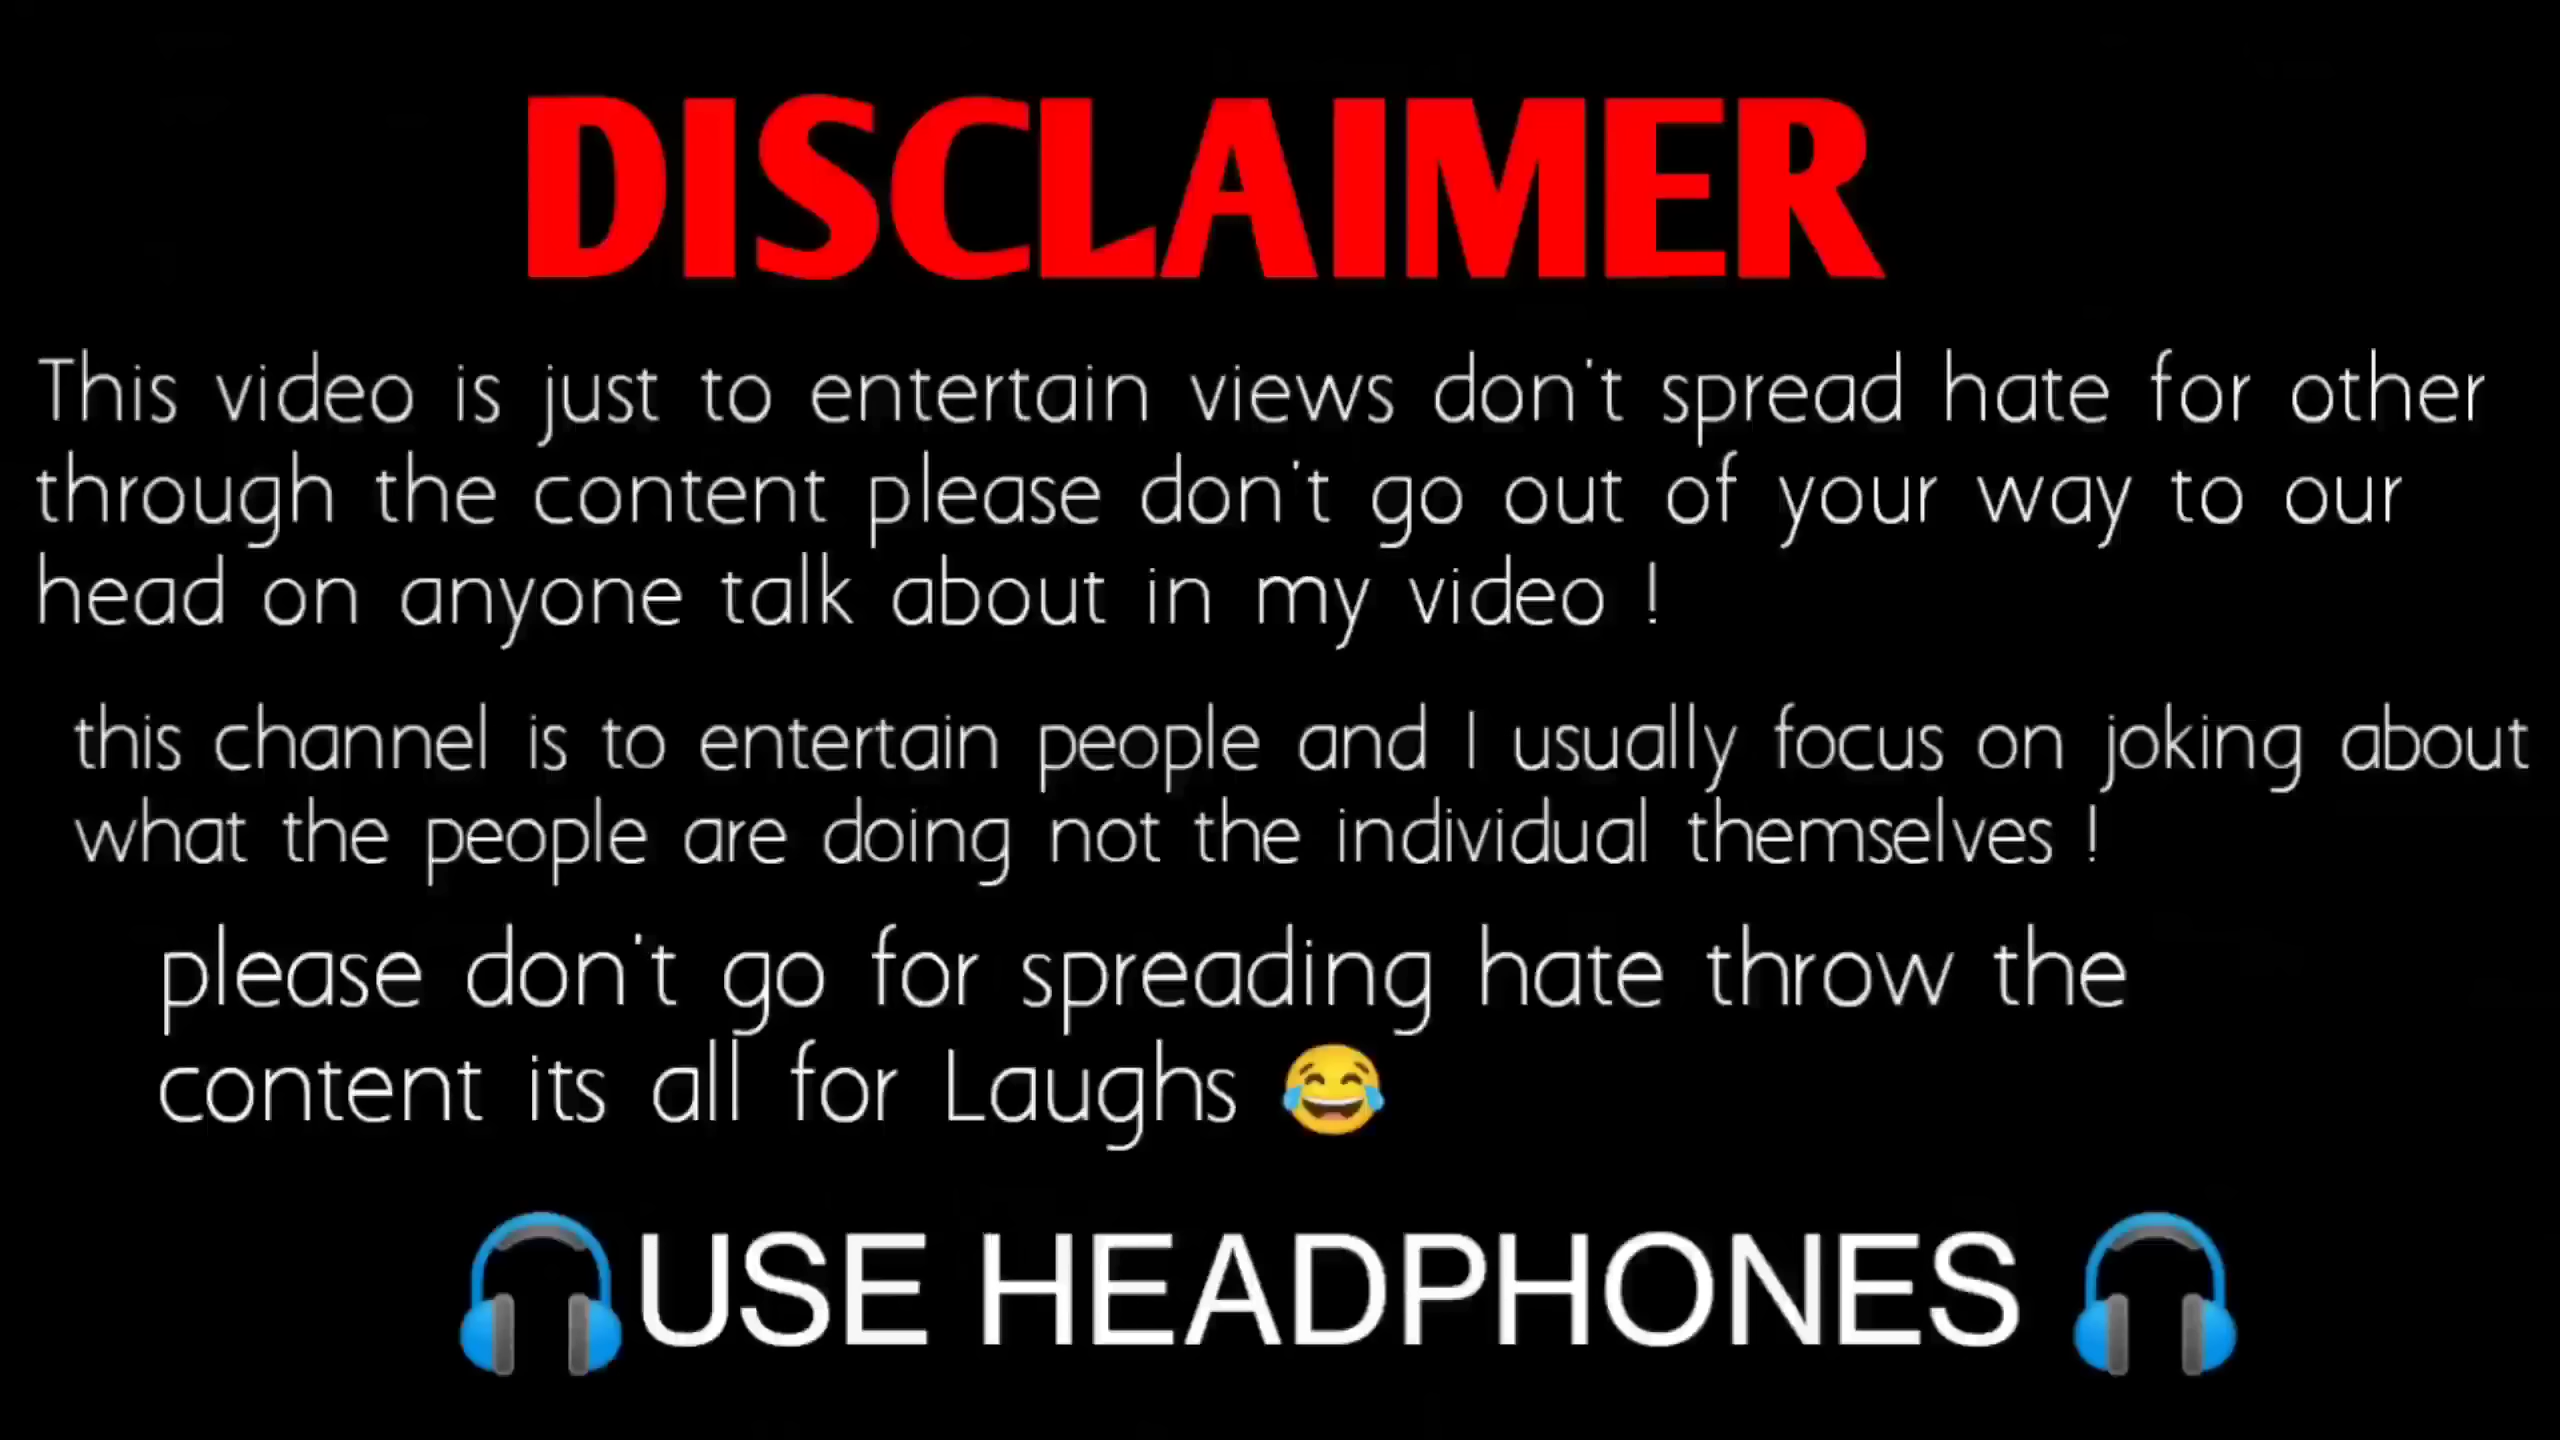 DISCLAIMER
This video is just to entertain views don't spread hate for other
through the content please don't go out of your way to our
head on anyone talk about in my video !
this channel is to entertain people and I usually focus on joking about
what the people are doing not the individual themselves !
please don't go for spreading hate throw the
content its all for Laughs 😂
🎧USE HEADPHONES 🎧